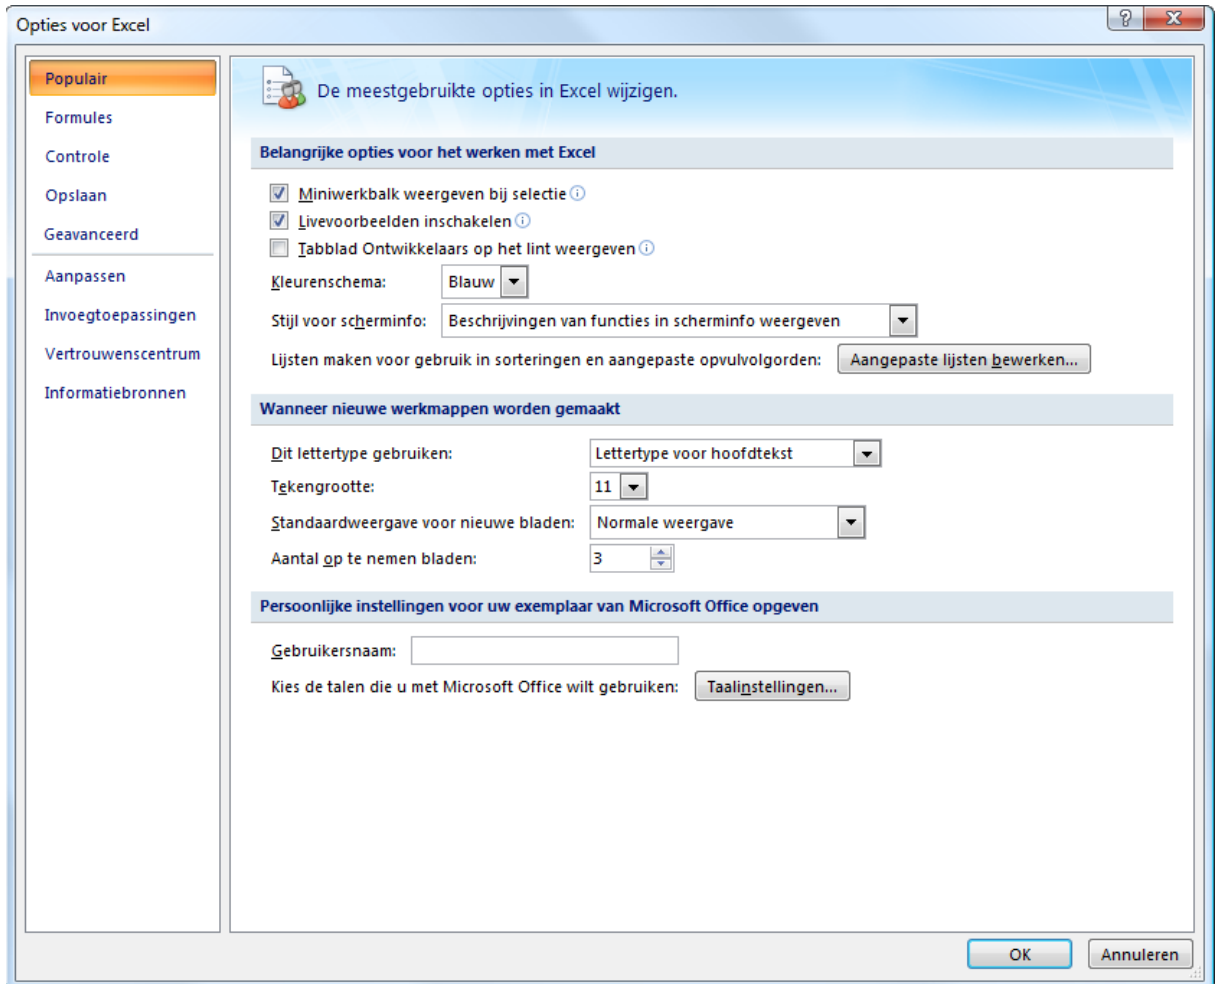 Opties voor Excel
Populair
Formules
Controle
Opslaan
Geavanceerd
Aanpassen
Invoegtoepassingen
Vertrouwenscentrum
Informatiebronnen
De meestgebruikte opties in Excel wijzigen.
Belangrijke opties voor het werken met Excel
Miniwerkbalk weergeven bij selectie
Livevoorbeelden inschakelen
Tabblad Ontwikkelaars op het lint weergeven
Kleurenschema: Blauw
Stijl voor scherminfo: Beschrijvingen van functies in scherminfo weergeven
Lijsten maken voor gebruik in sorteringen en aangepaste opvulvolgorden: Aangepaste lijsten bewerken...
Wanneer nieuwe werkmappen worden gemaakt
Dit lettertype gebruiken: Lettertype voor hoofdtekst
Tekengrootte: 11
Standaardweergave voor nieuwe bladen: Normale weergave
Aantal op te nemen bladen: 3
Persoonlijke instellingen voor uw exemplaar van Microsoft Office opgeven
Gebruikersnaam:
Kies de talen die u met Microsoft Office wilt gebruiken: Taalinstellingen...
OK Annuleren